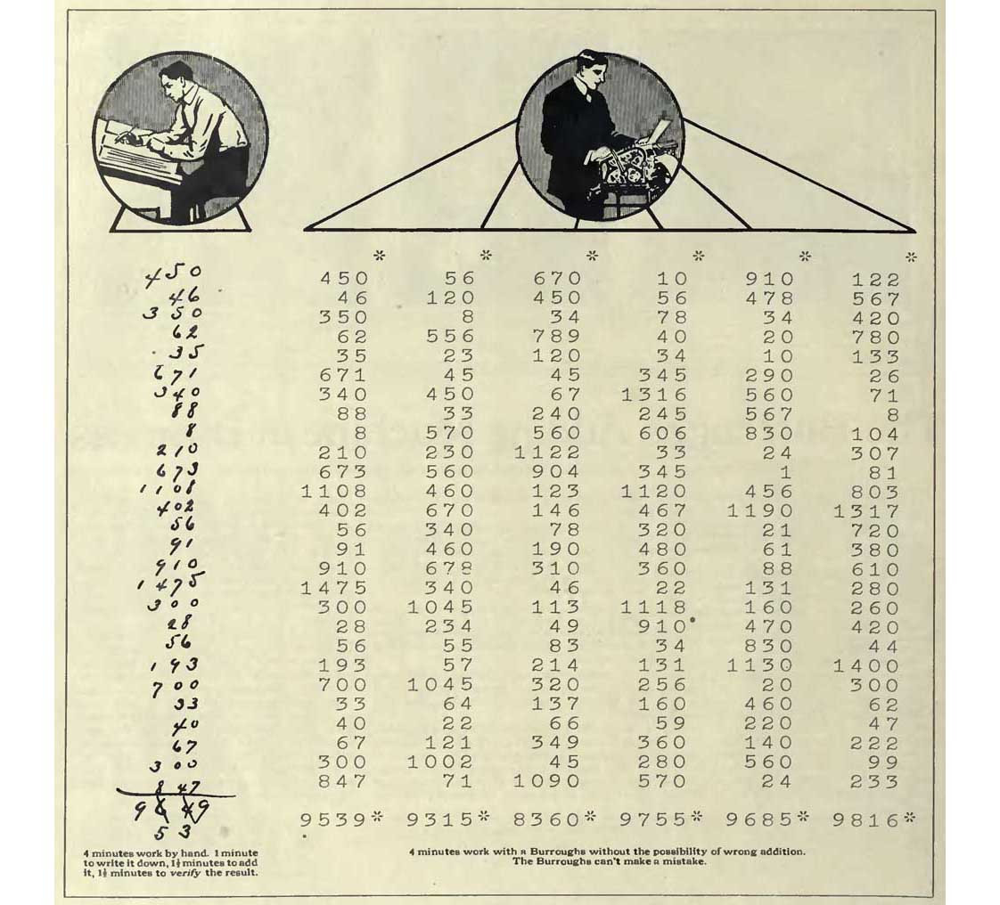 * * * * * *
450 450 56 670 10 910 122
46 46 120 450 56 478 567
350 350 8 34 78 34 420
62 62 556 789 40 20 780
35 35 23 120 34 10 133
671 671 45 45 345 290 26
340 340 450 67 1316 560 71
88 88 33 240 245 567 8
8 8 570 560 606 830 104
210 210 230 1122 33 24 307
673 673 560 904 345 1 81
1108 1108 460 123 1120 456 803
402 402 670 146 467 1190 1317
56 56 340 78 320 21 720
91 91 460 190 480 61 380
910 910 678 310 360 88 610
1475 1475 340 46 22 131 280
300 300 1045 113 1118 160 260
28 28 234 49 910 470 420
56 56 55 83 34 830 44
193 193 57 214 131 1130 1400
700 700 1045 320 256 20 300
33 33 64 137 160 460 62
40 40 22 66 59 220 47
67 67 121 349 360 140 222
300 300 1002 45 280 560 99
847 847 71 1090 570 24 233
9539* 9315* 8360* 9755* 9685* 9816*
53
4 minutes work by hand. 1 minute
to write it down, 1½ minutes to add
it, 1½ minutes to verify the result.
4 minutes work with a Burroughs without the possibility of wrong addition.
The Burroughs can't make a mistake.